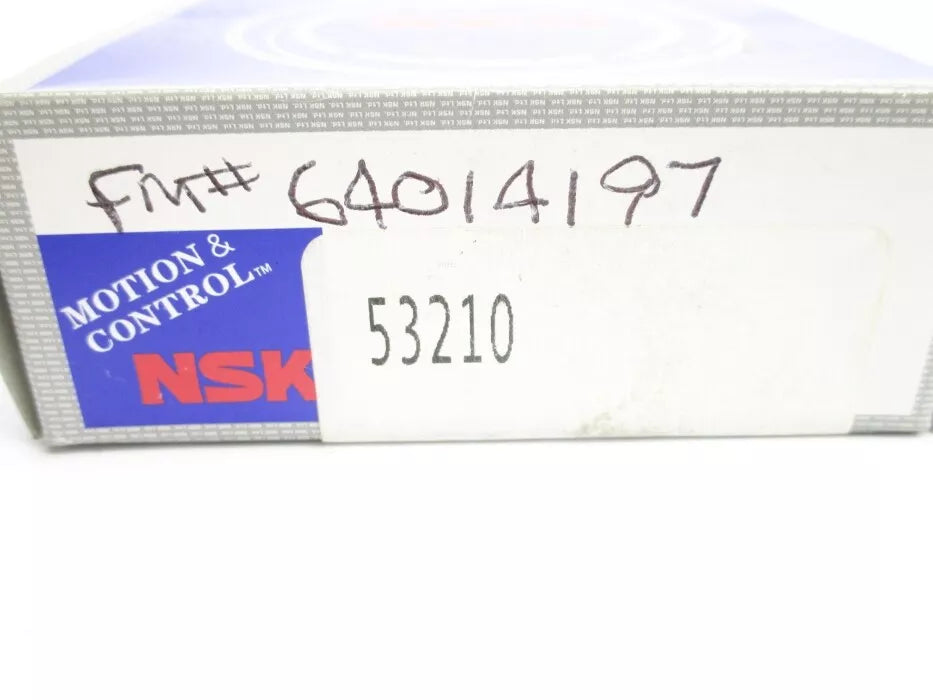 FM# 64014197
MOTION &
CONTROL™
NSK
53210